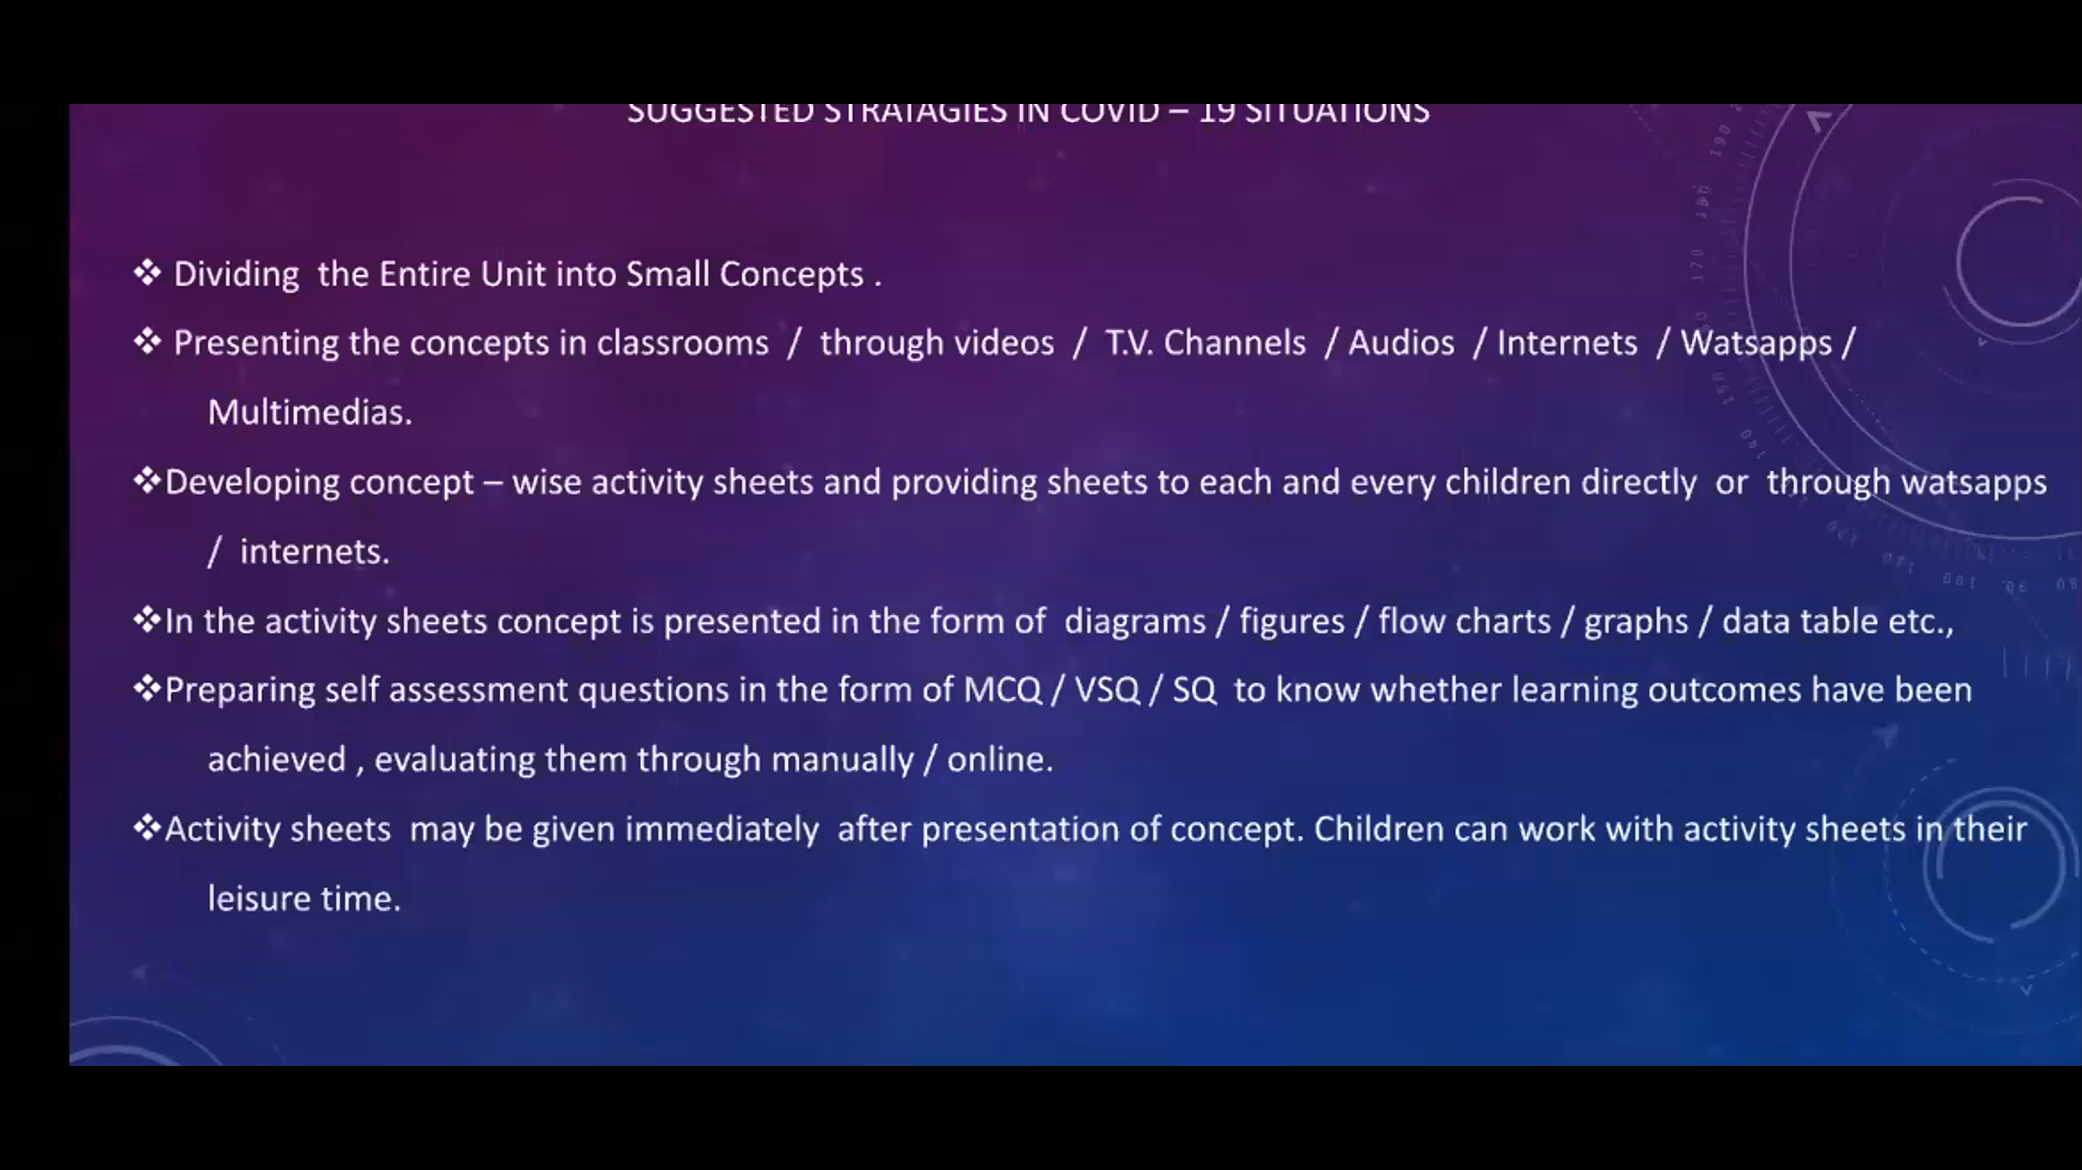 SUGGESTED STRATAGIES IN COVID – 19 SITUATIONS
❖ Dividing the Entire Unit into Small Concepts .
❖ Presenting the concepts in classrooms / through videos / T.V. Channels / Audios / Internets / Watsapps /
Multimedias.
❖Developing concept – wise activity sheets and providing sheets to each and every children directly or through watsapps
/ internets.
❖In the activity sheets concept is presented in the form of diagrams / figures / flow charts / graphs / data table etc.,
❖Preparing self assessment questions in the form of MCQ / VSQ / SQ to know whether learning outcomes have been
achieved , evaluating them through manually / online.
❖Activity sheets may be given immediately after presentation of concept. Children can work with activity sheets in their
leisure time.